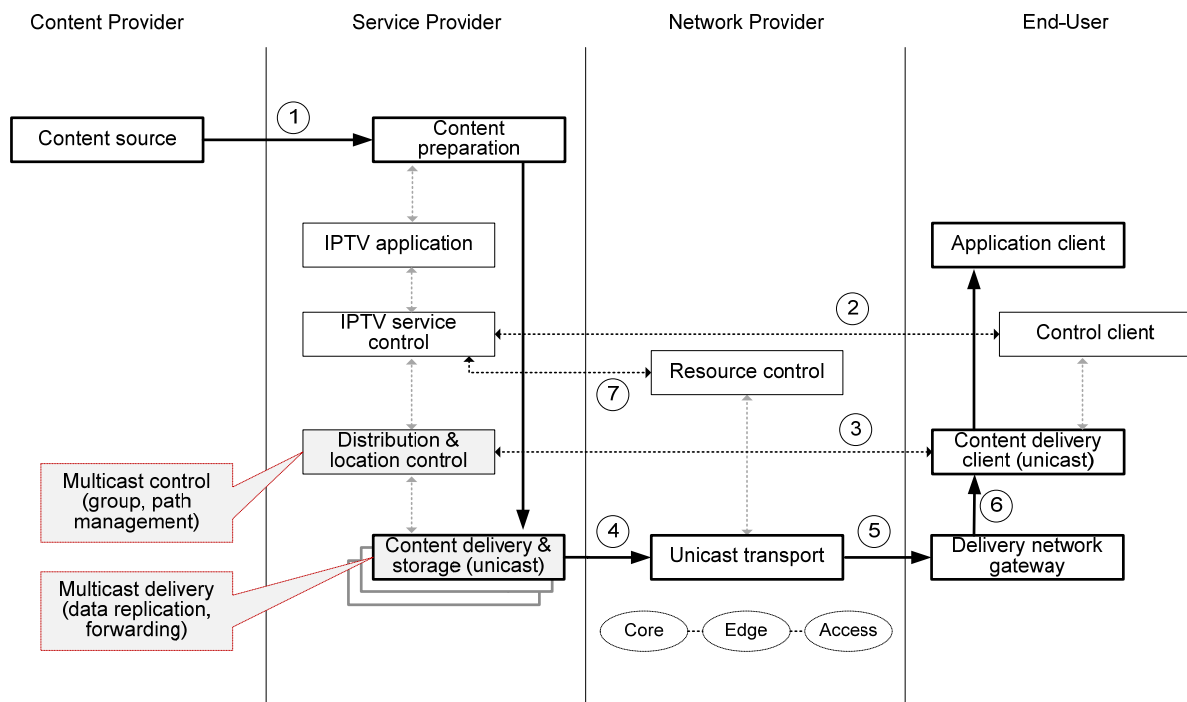 Content Provider
Service Provider
Network Provider
End-User
1
Content source
Content
preparation
IPTV application
Application client
2
IPTV service
control
Control client
Resource control
7
3
Distribution &
location control
Content delivery
client (unicast)
Multicast control
(group, path
management)
6
4
5
Content delivery &
storage (unicast)
Unicast transport
Delivery network
gateway
Multicast delivery
(data replication,
forwarding)
Core
Edge
Access